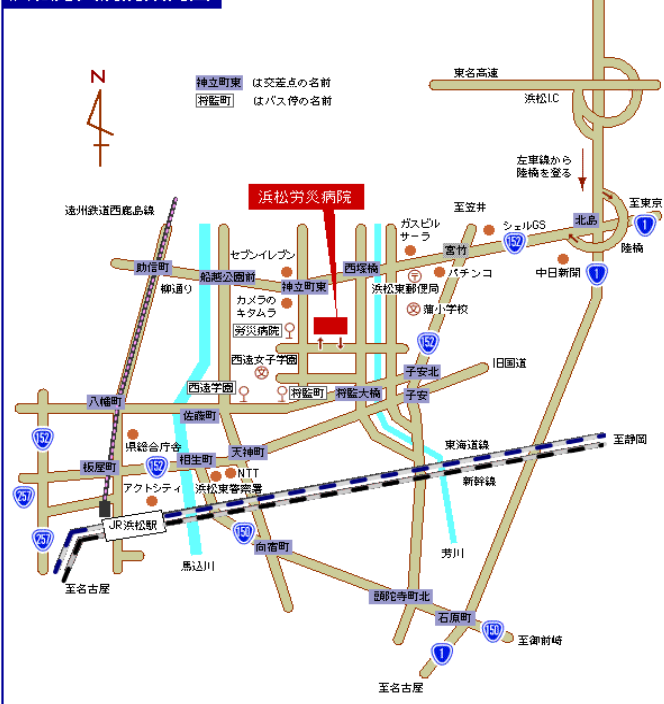 N
神立町東 は交差点の名前
将監町 はバス停の名前
東名高速
浜松I.C
左車線から
陸橋を登る
浜松労災病院
遠州鉄道西鹿島線
至笠井
至東京
ガスビル
サーラ
シェルGS
北島
1
152
陸橋
宮竹
セブンイレブン
西塚橋
助信町
船越公園前
柳通り
神立町東
浜松東郵便局
パチンコ
中日新聞
1
カメラの
キタムラ
蒲小学校
労災病院
152
西遠女子学園
旧国道
子安北
西遠学園
将監町
将監大橋
子安
八幡町
佐藤町
152
県総合庁舎
天神町
東海道線
至静岡
板屋町
152
相生町
NTT
新幹線
257
アクトシティ
浜松東警察署
JR浜松駅
150
257
向宿町
馬込川
芳川
至名古屋
頭陀寺町北
石原町
150
至御前崎
1
至名古屋